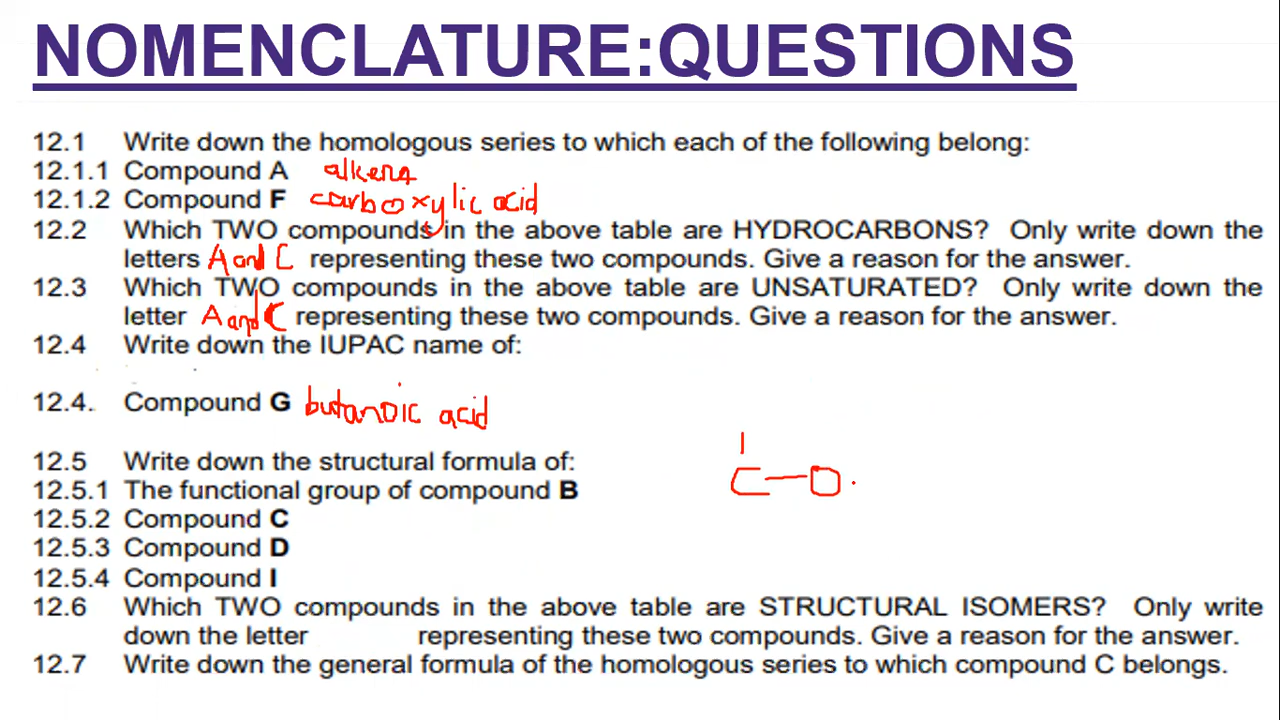 NOMENCLATURE:QUESTIONS
12.1 Write down the homologous series to which each of the following belong:
12.1.1 Compound A alkena
12.1.2 Compound F carboxylic acid
12.2 Which TWO compounds in the above table are HYDROCARBONS? Only write down the
letters A and C representing these two compounds. Give a reason for the answer.
12.3 Which TWO compounds in the above table are UNSATURATED? Only write down the
letter A and C representing these two compounds. Give a reason for the answer.
12.4 Write down the IUPAC name of:
12.4. Compound G butanoic acid
12.5 Write down the structural formula of:
12.5.1 The functional group of compound B
C-O
12.5.2 Compound C
12.5.3 Compound D
12.5.4 Compound I
12.6 Which TWO compounds in the above table are STRUCTURAL ISOMERS? Only write
down the letter representing these two compounds. Give a reason for the answer.
12.7 Write down the general formula of the homologous series to which compound C belongs.